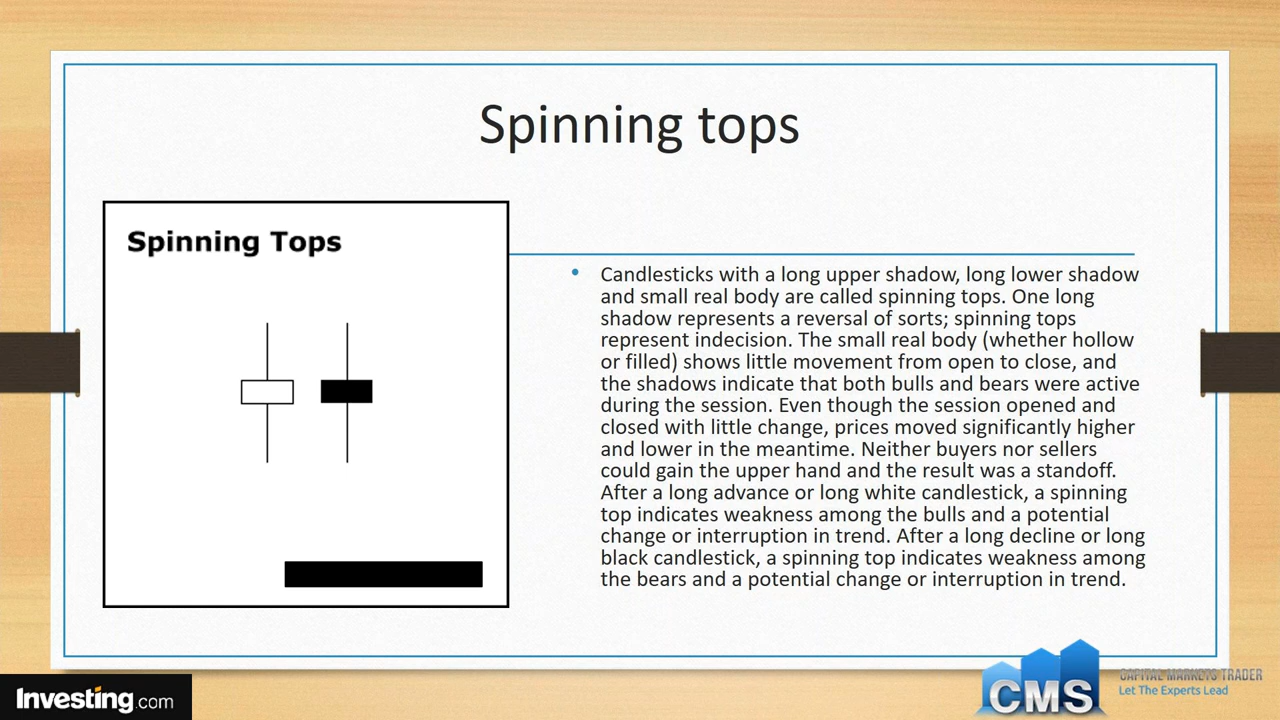 Spinning tops
Spinning Tops
• Candlesticks with a long upper shadow, long lower shadow
and small real body are called spinning tops. One long
shadow represents a reversal of sorts; spinning tops
represent indecision. The small real body (whether hollow
or filled) shows little movement from open to close, and
the shadows indicate that both bulls and bears were active
during the session. Even though the session opened and
closed with little change, prices moved significantly higher
and lower in the meantime. Neither buyers nor sellers
could gain the upper hand and the result was a standoff.
After a long advance or long white candlestick, a spinning
top indicates weakness among the bulls and a potential
change or interruption in trend. After a long decline or long
black candlestick, a spinning top indicates weakness among
the bears and a potential change or interruption in trend.
Investing.com
CMS
CAPITAL MARKETS TRADER
Let The Experts Lead